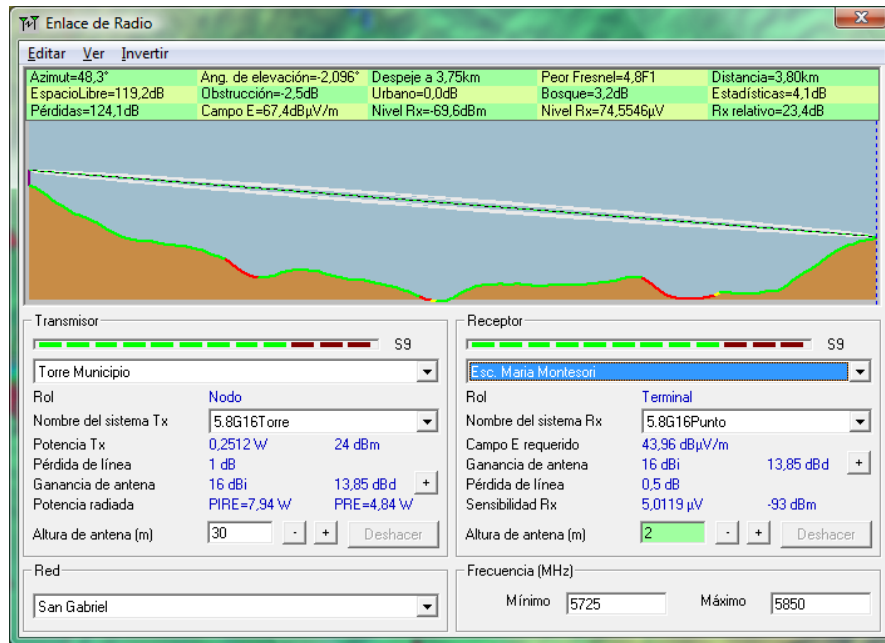 Enlace de Radio
Editar Ver Invertir
Azimut=48,3° Ang. de elevación=-2,096° Despeje a 3,75km Peor Fresnel=4,8F1 Distancia=3,80km
EspacioLibre=119,2dB Obstrucción=-2,5dB Urbano=0,0dB Bosque=3,2dB Estadísticas=4,1dB
Pérdidas=124,1dB Campo E=67,4dBµV/m Nivel Rx=-69,6dBm Nivel Rx=74,5546µV Rx relativo=23,4dB
Transmisor
S9
Torre Municipio
Rol Nodo
Nombre del sistema Tx 5.8G16Torre
Potencia Tx 0,2512 W 24 dBm
Pérdida de línea 1 dB
Ganancia de antena 16 dBi 13,85 dBd +
Potencia radiada PIRE=7,94 W PRE=4,84 W
Altura de antena (m) 30 - + Deshacer
Receptor
S9
Esc. Maria Montesori
Rol Terminal
Nombre del sistema Rx 5.8G16Punto
Campo E requerido 43,96 dBµV/m
Ganancia de antena 16 dBi 13,85 dBd +
Pérdida de línea 0,5 dB
Sensibilidad Rx 5,0119 µV -93 dBm
Altura de antena (m) 2 - + Deshacer
Red
San Gabriel
Frecuencia (MHz)
Mínimo 5725 Máximo 5850